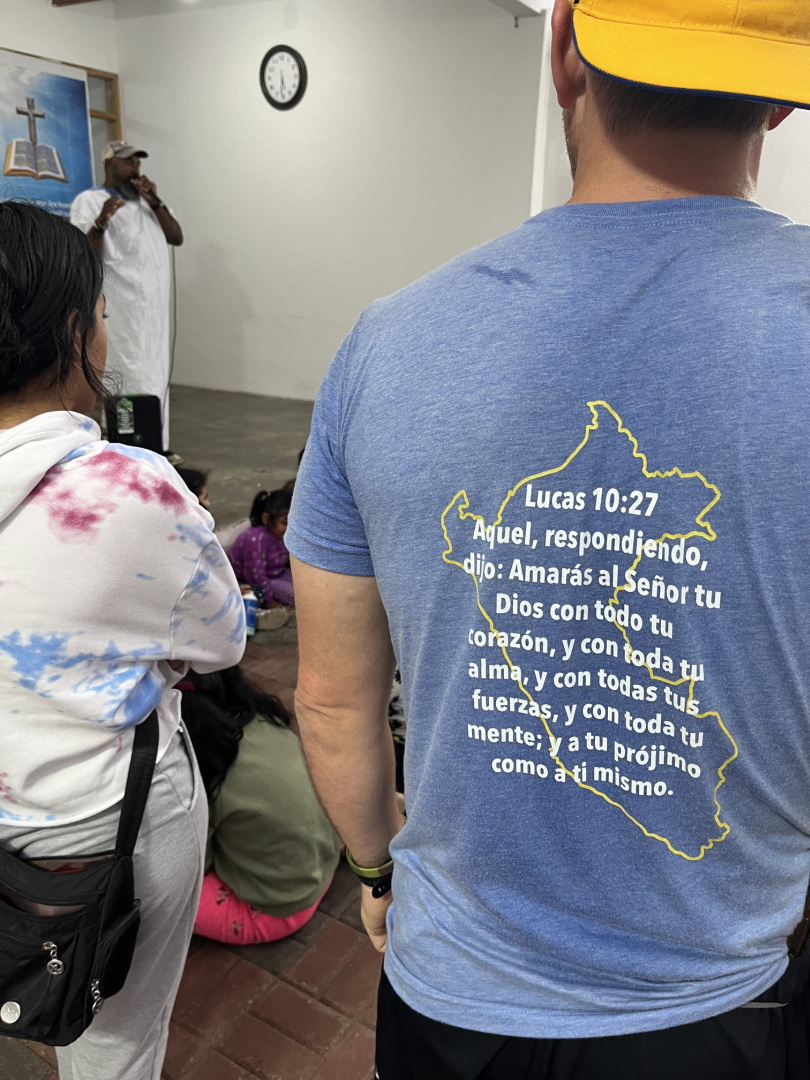 Lucas 10:27
Aquel, respondiendo,
dijo: Amarás al Señor tu
Dios con todo tu
corazón, y con toda tu
alma, y con todas tus
fuerzas, y con toda tu
mente; y a tu prójimo
como a ti mismo.